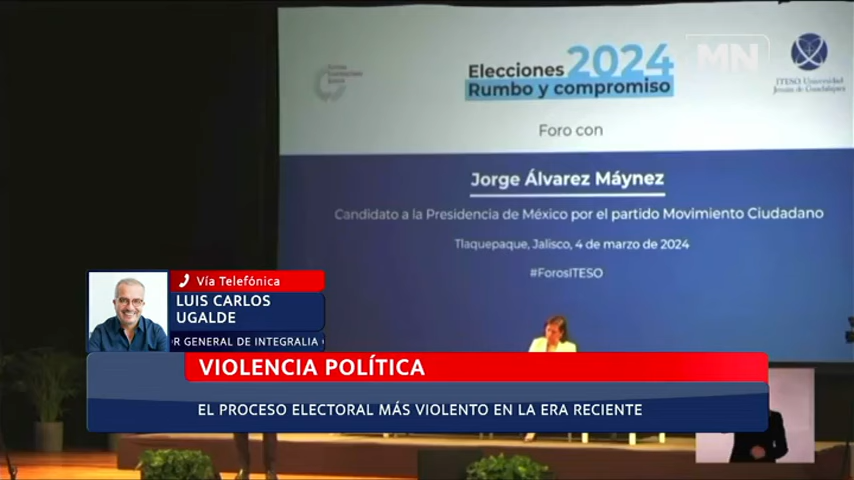 Elecciones 2024
Rumbo y compromiso
MN
ITESO, Universidad
Jesuita de Guadalajara
Foro con
Jorge Álvarez Máynez
Candidato a la Presidencia de México por el partido Movimiento Ciudadano
Tlaquepaque, Jalisco, 4 de marzo de 2024
#ForosITESO
Vía Telefónica
LUIS CARLOS
UGALDE
OR GENERAL DE INTEGRALIA
VIOLENCIA POLÍTICA
EL PROCESO ELECTORAL MÁS VIOLENTO EN LA ERA RECIENTE